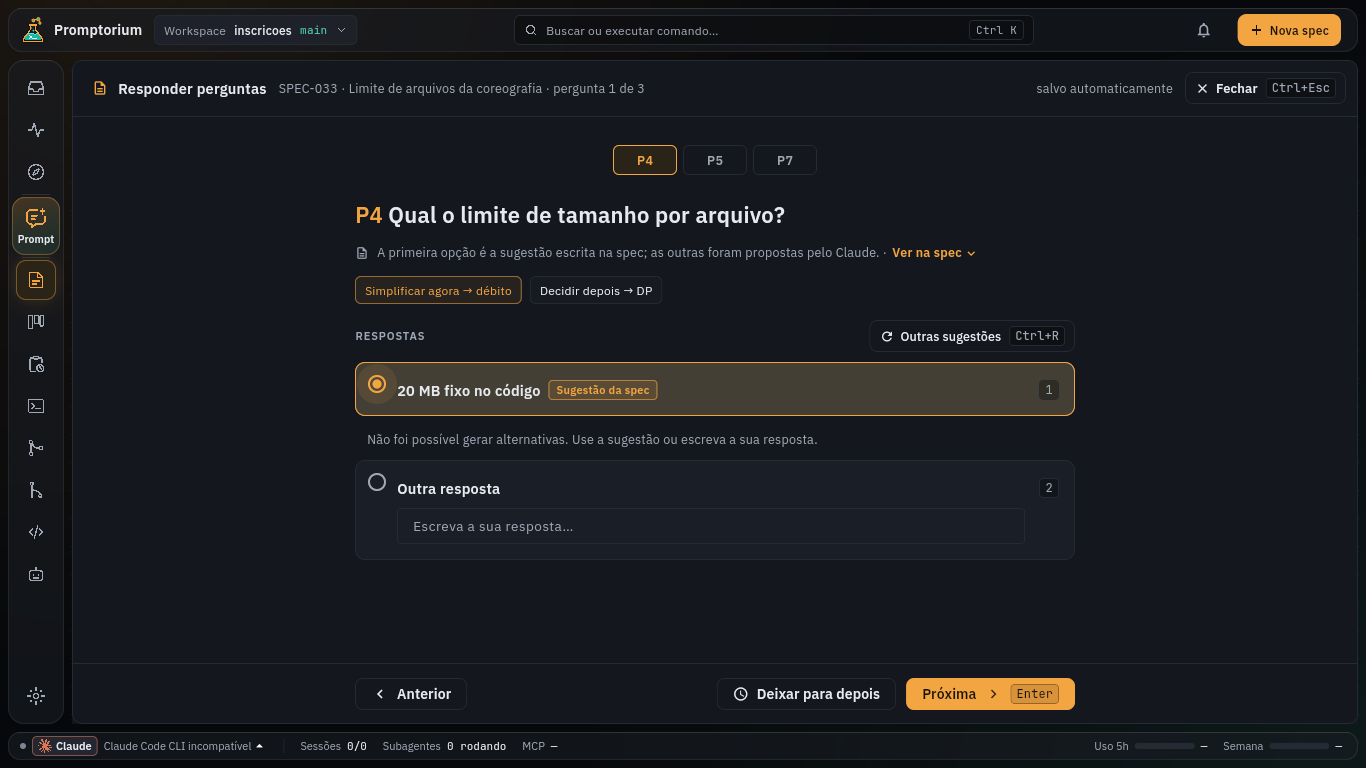 Promptorium
Workspace inscricoes main
Buscar ou executar comando...
Ctrl K
Nova spec
Prompt
Responder perguntas SPEC-033 · Limite de arquivos da coreografia · pergunta 1 de 3
salvo automaticamente
Fechar Ctrl+Esc
P4
P5
P7
P4 Qual o limite de tamanho por arquivo?
A primeira opção é a sugestão escrita na spec; as outras foram propostas pelo Claude. · Ver na spec
Simplificar agora → débito
Decidir depois → DP
RESPOSTAS
Outras sugestões Ctrl+R
20 MB fixo no código Sugestão da spec 1
Não foi possível gerar alternativas. Use a sugestão ou escreva a sua resposta.
Outra resposta 2
Escreva a sua resposta...
Anterior
Deixar para depois
Próxima Enter
Claude Claude Code CLI incompatível Sessões 0/0 Subagentes 0 rodando MCP — Uso 5h — Semana —